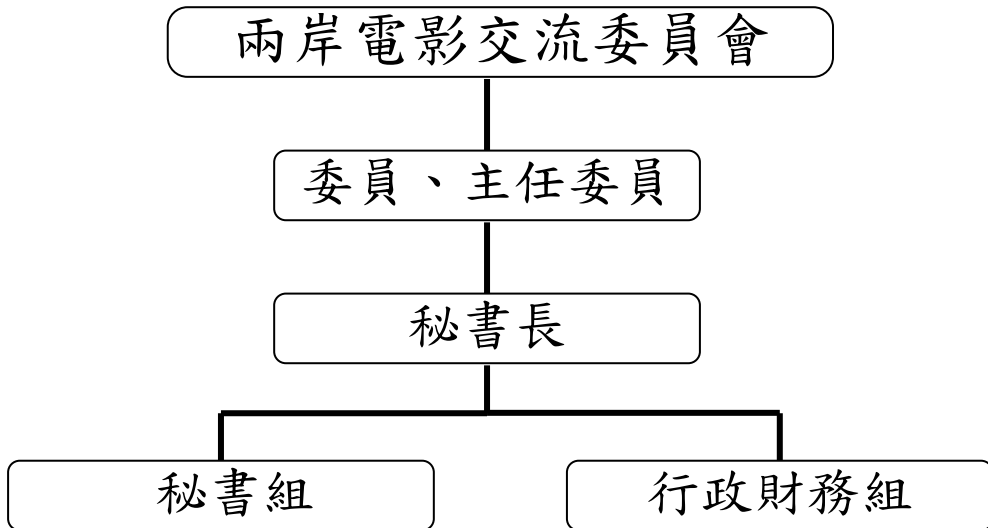 兩岸電影交流委員會
委員、主任委員
秘書長
秘書組
行政財務組